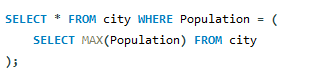 SELECT * FROM city WHERE Population = (
    SELECT MAX(Population) FROM city
);